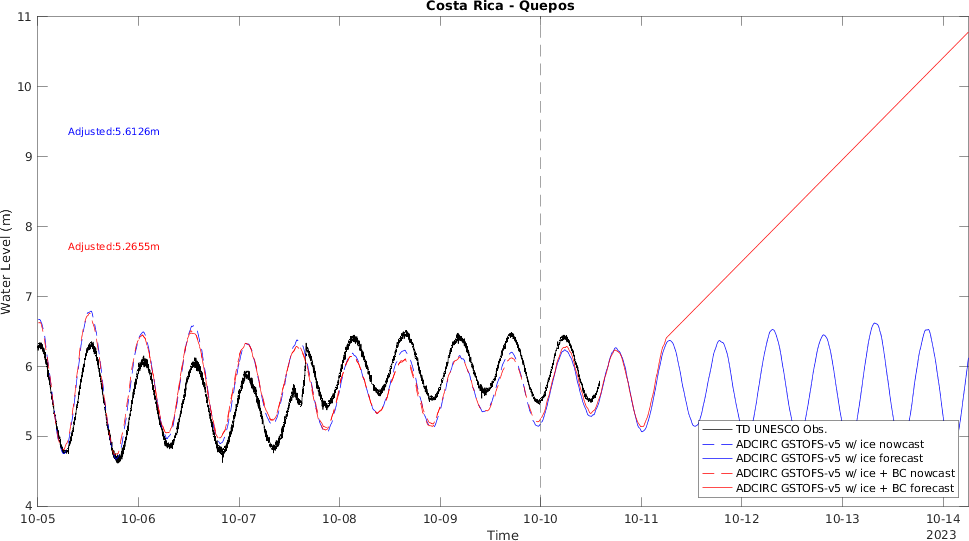 Costa Rica - Quepos
11
10
9
8
7
6
5
4
Water Level (m)
Adjusted:5.6126m
Adjusted:5.2655m
TD UNESCO Obs.
ADCIRC GSTOFS-v5 w/ ice nowcast
ADCIRC GSTOFS-v5 w/ ice forecast
ADCIRC GSTOFS-v5 w/ ice + BC nowcast
ADCIRC GSTOFS-v5 w/ ice + BC forecast
10-05 10-06 10-07 10-08 10-09 10-10 10-11 10-12 10-13 10-14
2023
Time